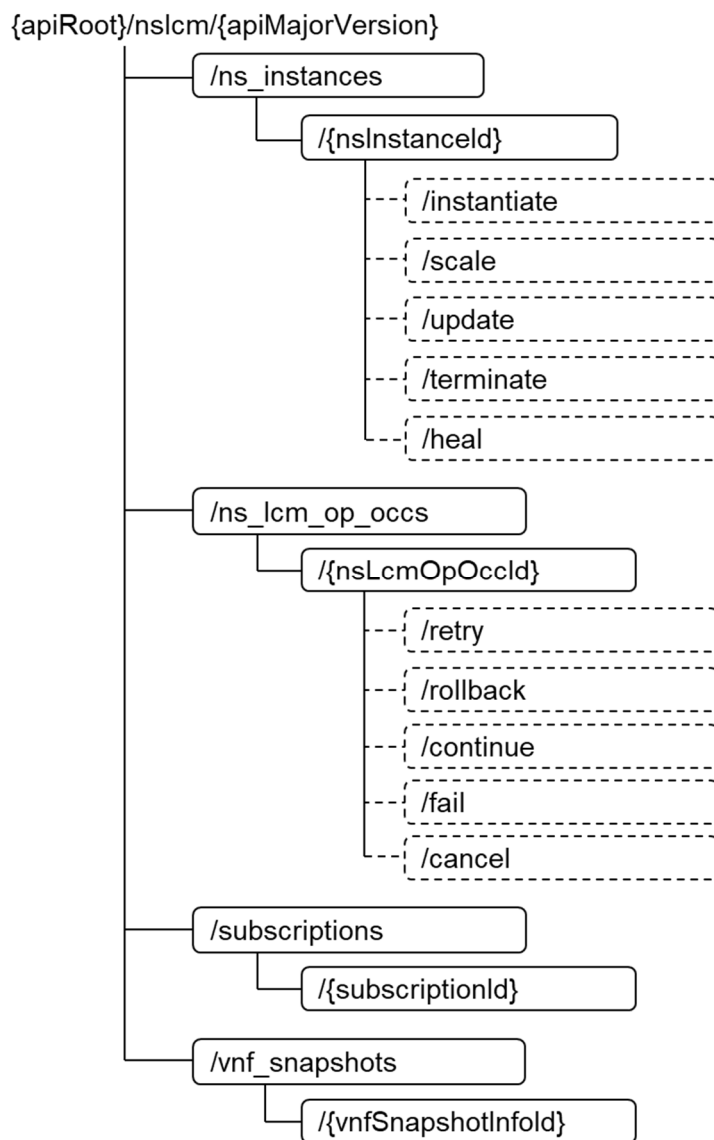 {apiRoot}/nslcm/{apiMajorVersion}
/ns_instances
/{nsInstanceId}
/instantiate
/scale
/update
/terminate
/heal
/ns_lcm_op_occs
/{nsLcmOpOccId}
/retry
/rollback
/continue
/fail
/cancel
/subscriptions
/{subscriptionId}
/vnf_snapshots
/{vnfSnapshotInfoId}